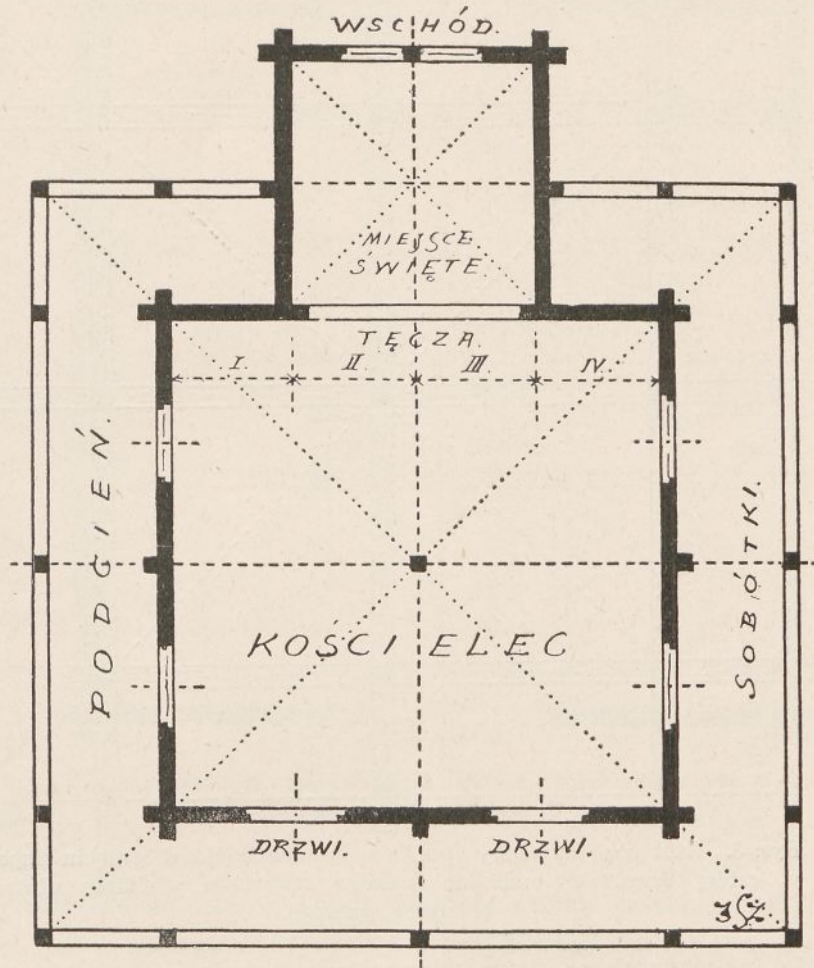 WSCHÓD.
MIEJSCE
ŚWIĘTE.
TĘCZA.
I. II. III. IV.
PODCIEŃ.
SOBÓTKI.
KOŚCIELEC
DRZWI. DRZWI.